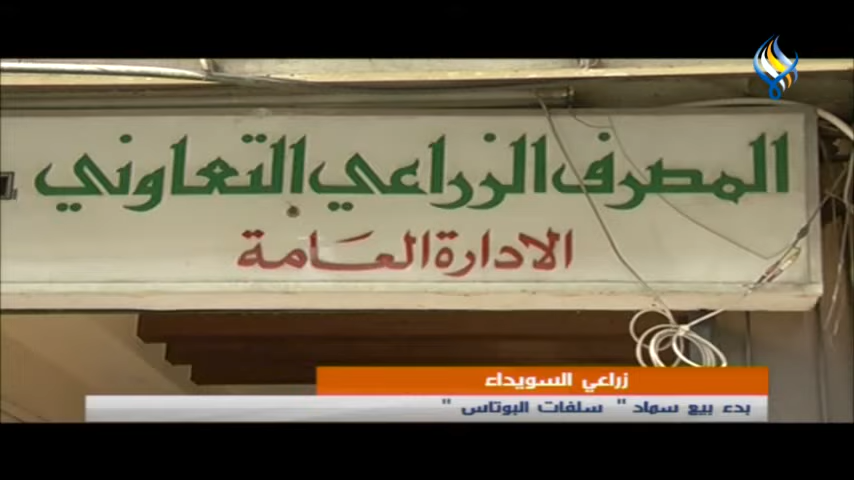 المصرف الزراعي التعاوني
الادارة العامة
زراعي السويداء
بدء بيع سماد " سلفات البوتاس "